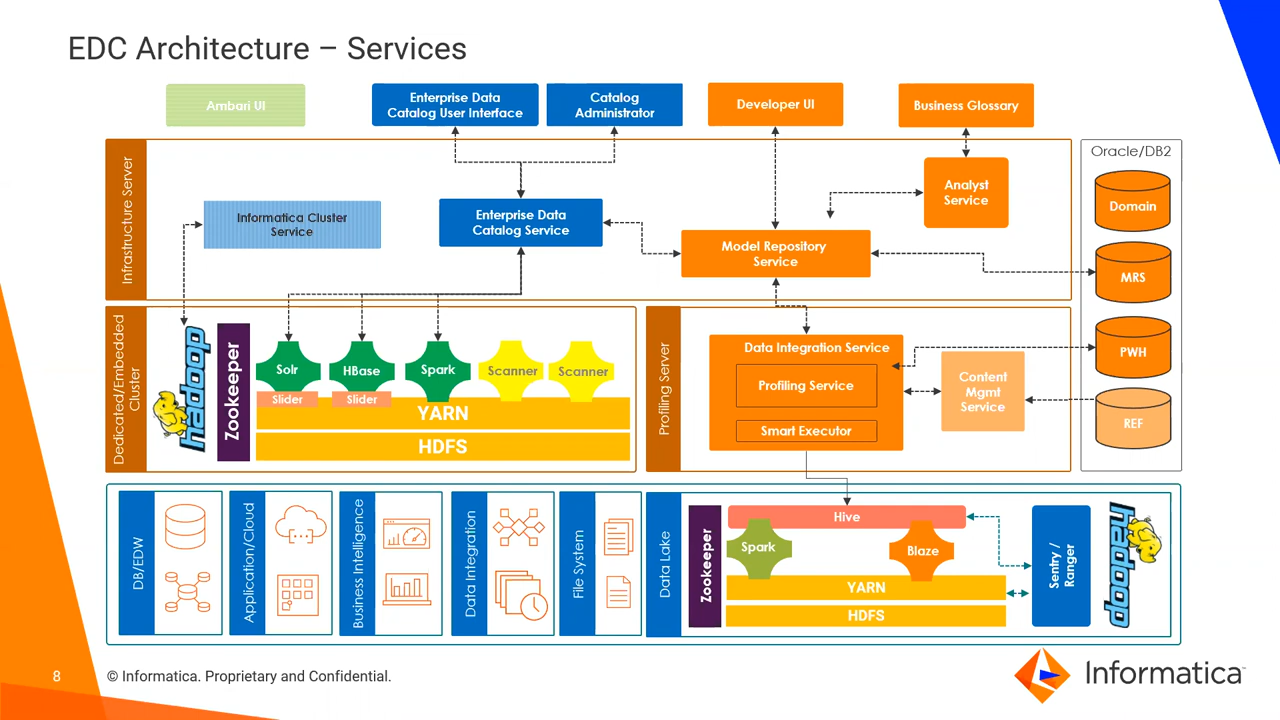 EDC Architecture – Services
Ambari UI
Enterprise Data
Catalog User Interface
Catalog
Administrator
Developer UI
Business Glossary
Infrastructure Server
Informatica Cluster
Service
Enterprise Data
Catalog Service
Model Repository
Service
Analyst
Service
Oracle/DB2
Domain
MRS
PWH
REF
Dedicated/Embedded
Cluster
hadoop
Zookeeper
Solr
HBase
Spark
Scanner
Scanner
Slider
Slider
YARN
HDFS
Profiling Server
Data Integration Service
Profiling Service
Smart Executor
Content
Mgmt
Service
DB/EDW
Application/Cloud
Business Intelligence
Data Integration
File System
Data Lake
Zookeeper
Hive
Spark
Blaze
YARN
HDFS
Sentry /
Ranger
hadoop
8
© Informatica. Proprietary and Confidential.
Informatica™